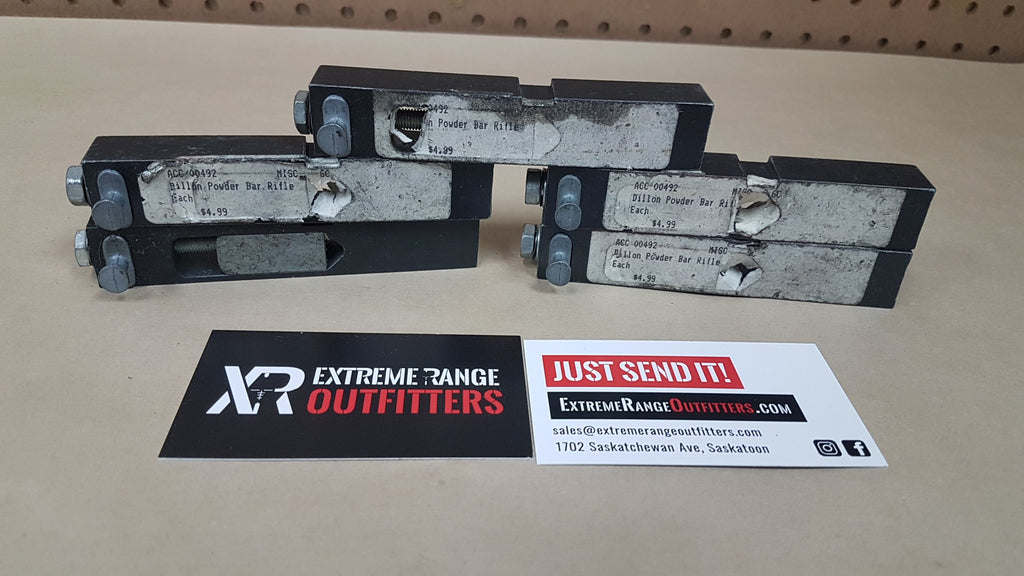 00492
n Powder Bar Rifle
$4.99
ACC 00492 MISC
Dillon Powder Bar Rifle
Each
$4.99
ACC 00492 MISC
Dillon Powder Bar Rif
Each
$4.99
ACC 00492 MISC
Dillon Powder Bar Rifle
Each
$4.99
XR EXTREME RANGE
OUTFITTERS
JUST SEND IT!
EXTREMERANGEOUTFITTERS.COM
sales@extremerangeoutfitters.com
1702 Saskatchewan Ave, Saskatoon